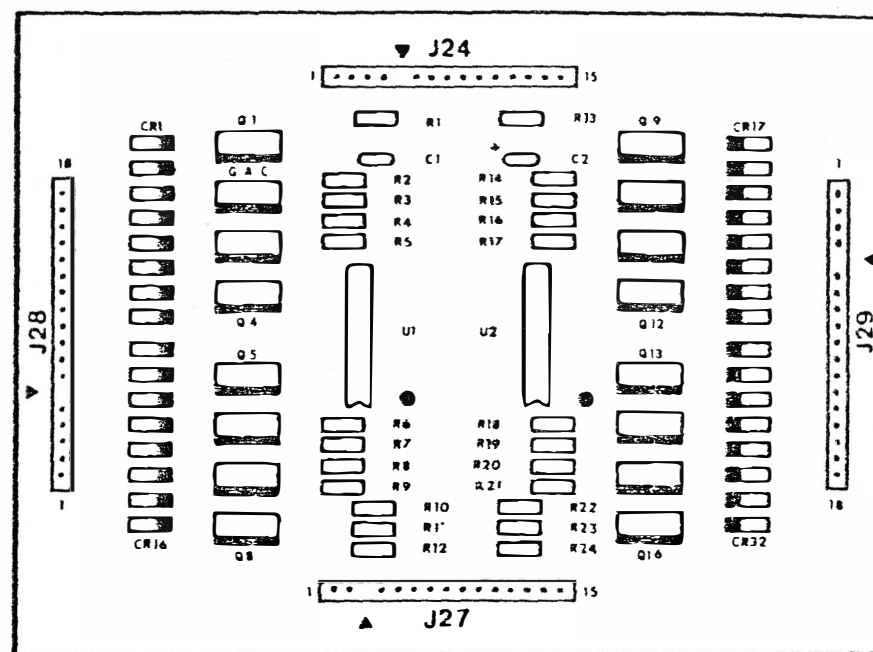 J24
1 15
R1 R13
CR1 Q1 Q9 CR17
C1 C2
18 1
G A C
R2 R14
R3 R15
R4 R16
R5 R17
J28 J29
Q4 Q12
U1 U2
Q5 Q13
R6 R18
R7 R19
R8 R20
R9 R21
1 18
R10 R22
R23
R12 R24
CR16 Q8 Q16 CR32
1 15
J27